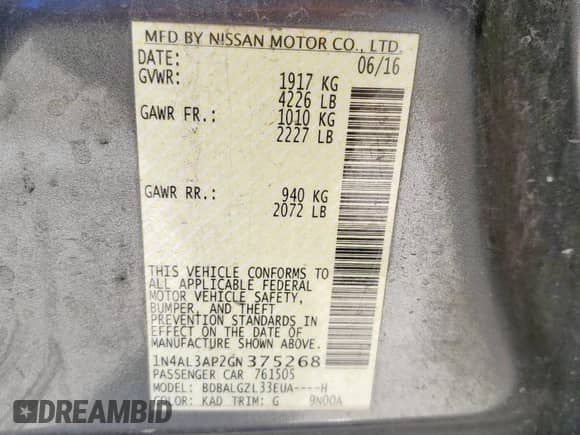 MFD BY NISSAN MOTOR CO., LTD.
DATE: 06/16
GVWR: 1917 KG
4226 LB
GAWR FR.: 1010 KG
2227 LB
GAWR RR.: 940 KG
2072 LB
THIS VEHICLE CONFORMS TO
ALL APPLICABLE FEDERAL
MOTOR VEHICLE SAFETY,
BUMPER, AND THEFT
PREVENTION STANDARDS IN
EFFECT ON THE DATE OF
MANUFACTURE SHOWN ABOVE.
1N4AL3AP2GN375268
PASSENGER CAR 761505
MODEL: BDBALGZL33EUA----H
COLOR: KAD TRIM: G 9N00A
DREAMBID